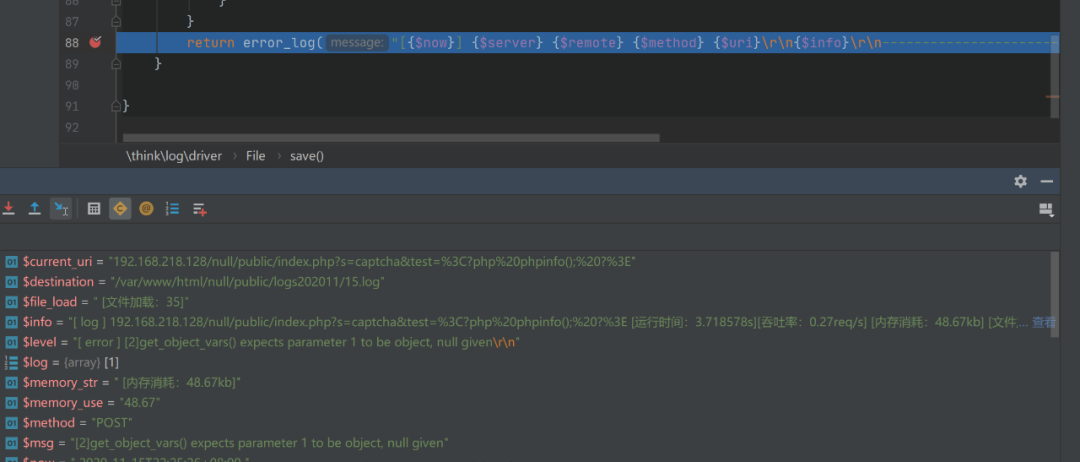 86 }
87 }
88 return error_log( message: "[{$now}] {$server} {$remote} {$method} {$uri}\r\n{$info}\r\n-----------------------
89 }
90
91 }
92
\think\log\driver › File › save()
$current_uri = "192.168.218.128/null/public/index.php?s=captcha&test=%3C?php%20phpinfo();%20?%3E"
$destination = "/var/www/html/null/public/logs202011/15.log"
$file_load = " [文件加载：35]"
$info = "[ log ] 192.168.218.128/null/public/index.php?s=captcha&test=%3C?php%20phpinfo();%20?%3E [运行时间：3.718578s][吞吐率：0.27req/s] [内存消耗：48.67kb] [文件... 查看
$level = "[ error ] [2]get_object_vars() expects parameter 1 to be object, null given\r\n"
$log = {array} [1]
$memory_str = " [内存消耗：48.67kb]"
$memory_use = "48.67"
$method = "POST"
$msg = "[2]get_object_vars() expects parameter 1 to be object, null given"